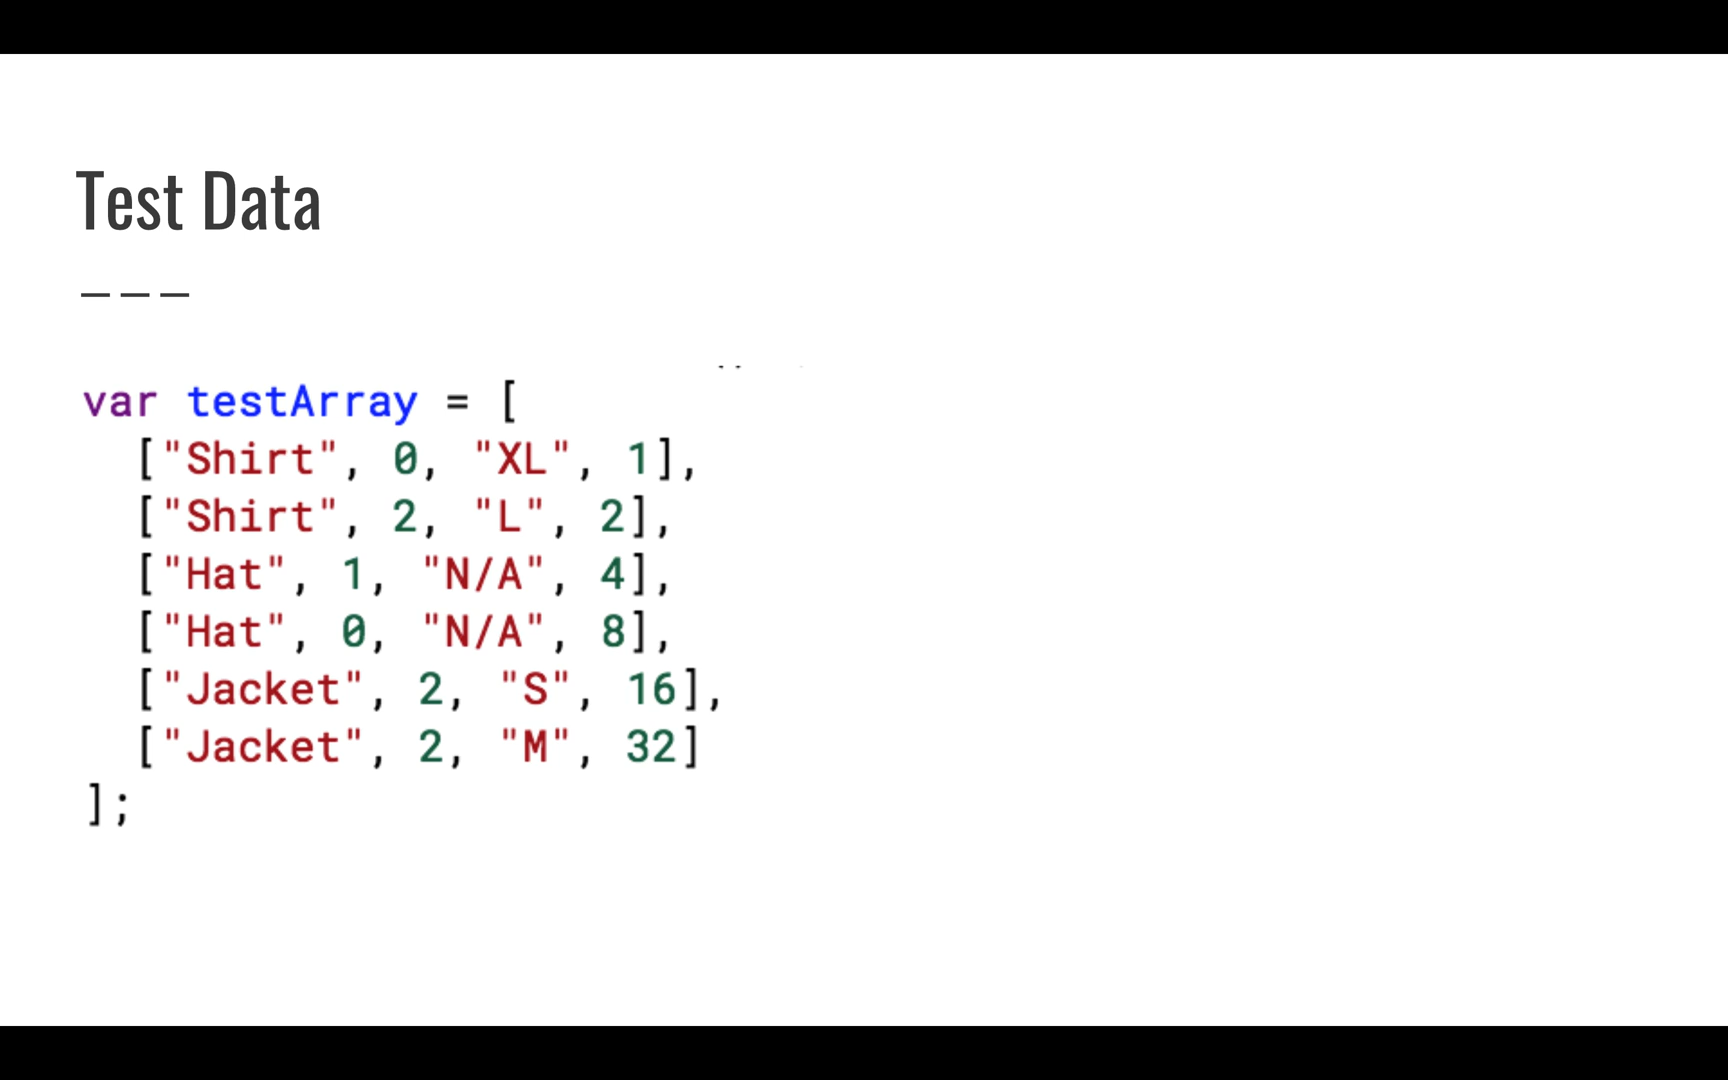 Test Data
———
var testArray = [
["Shirt", 0, "XL", 1],
["Shirt", 2, "L", 2],
["Hat", 1, "N/A", 4],
["Hat", 0, "N/A", 8],
["Jacket", 2, "S", 16],
["Jacket", 2, "M", 32]
];